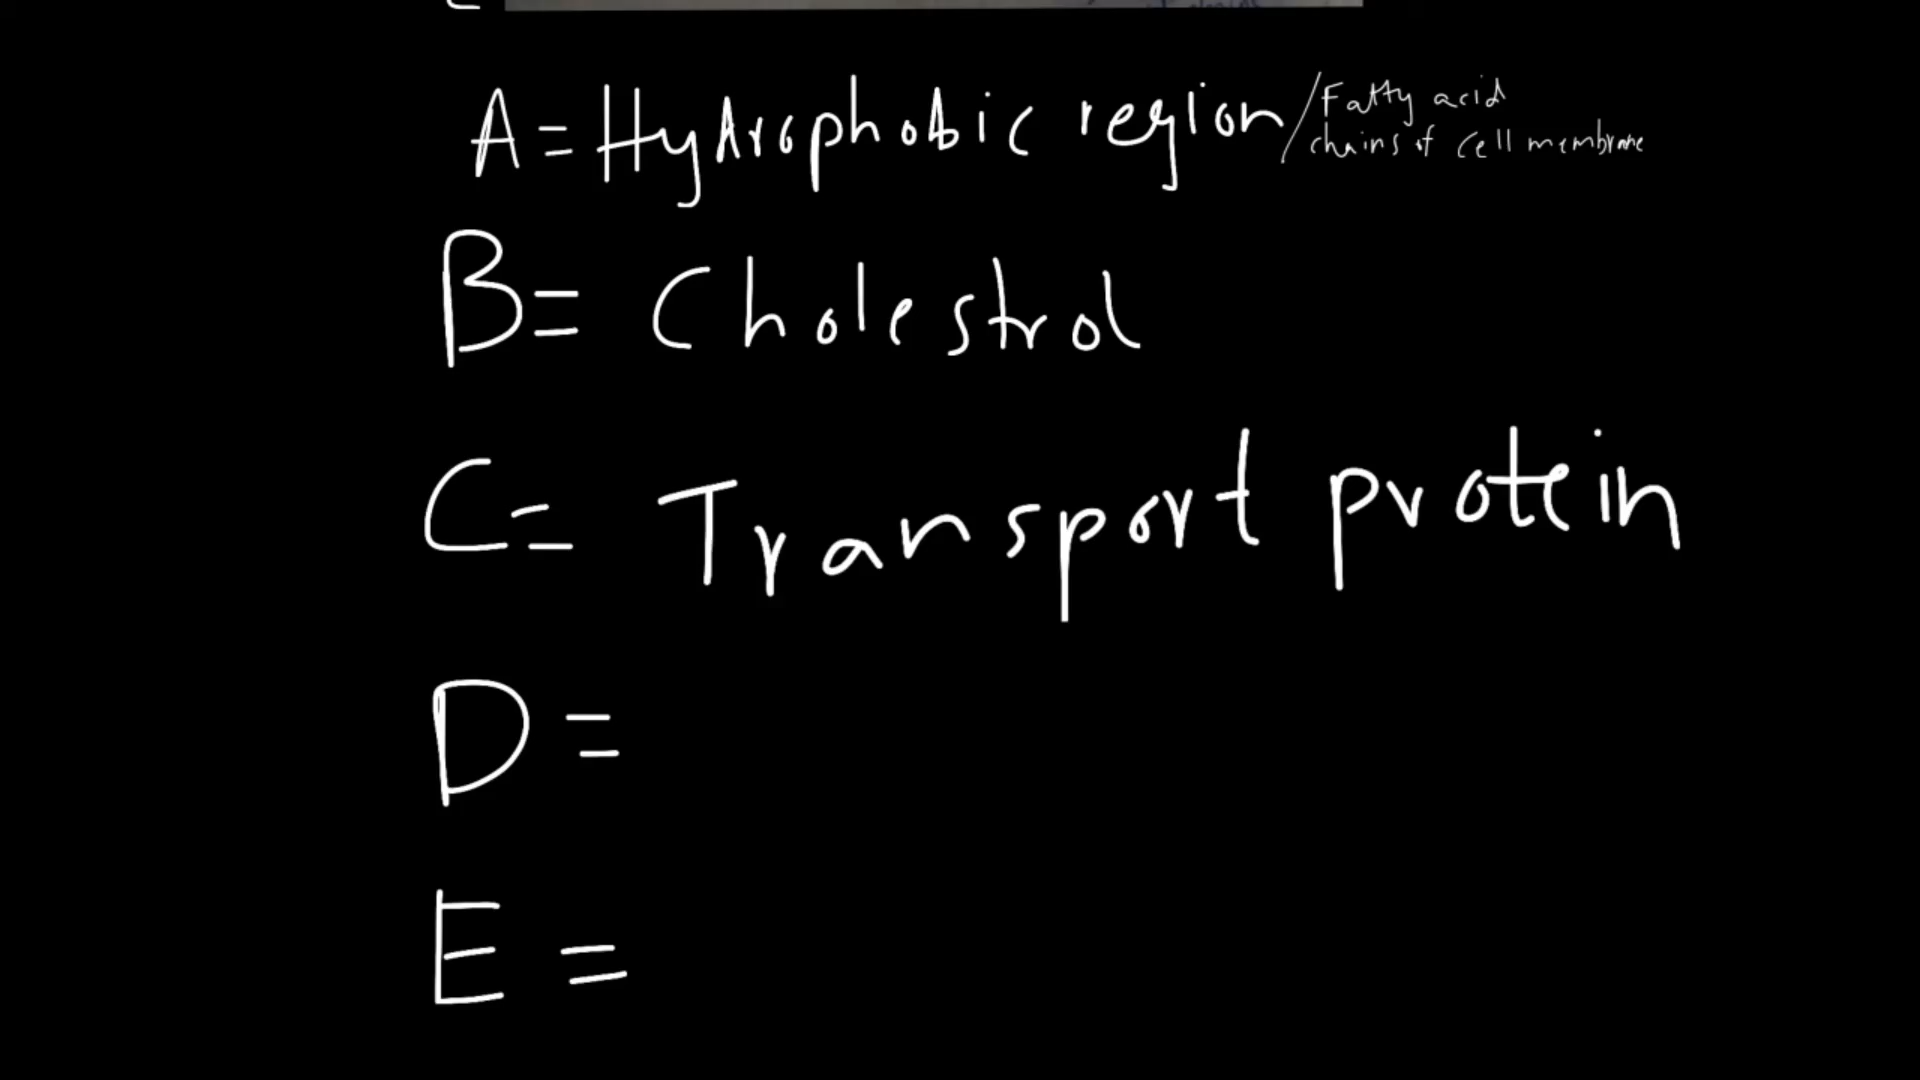 A = Hydrophobic region / Fatty acid
chains of cell membrane
B = Cholestrol
C = Transport protein
D =
E =